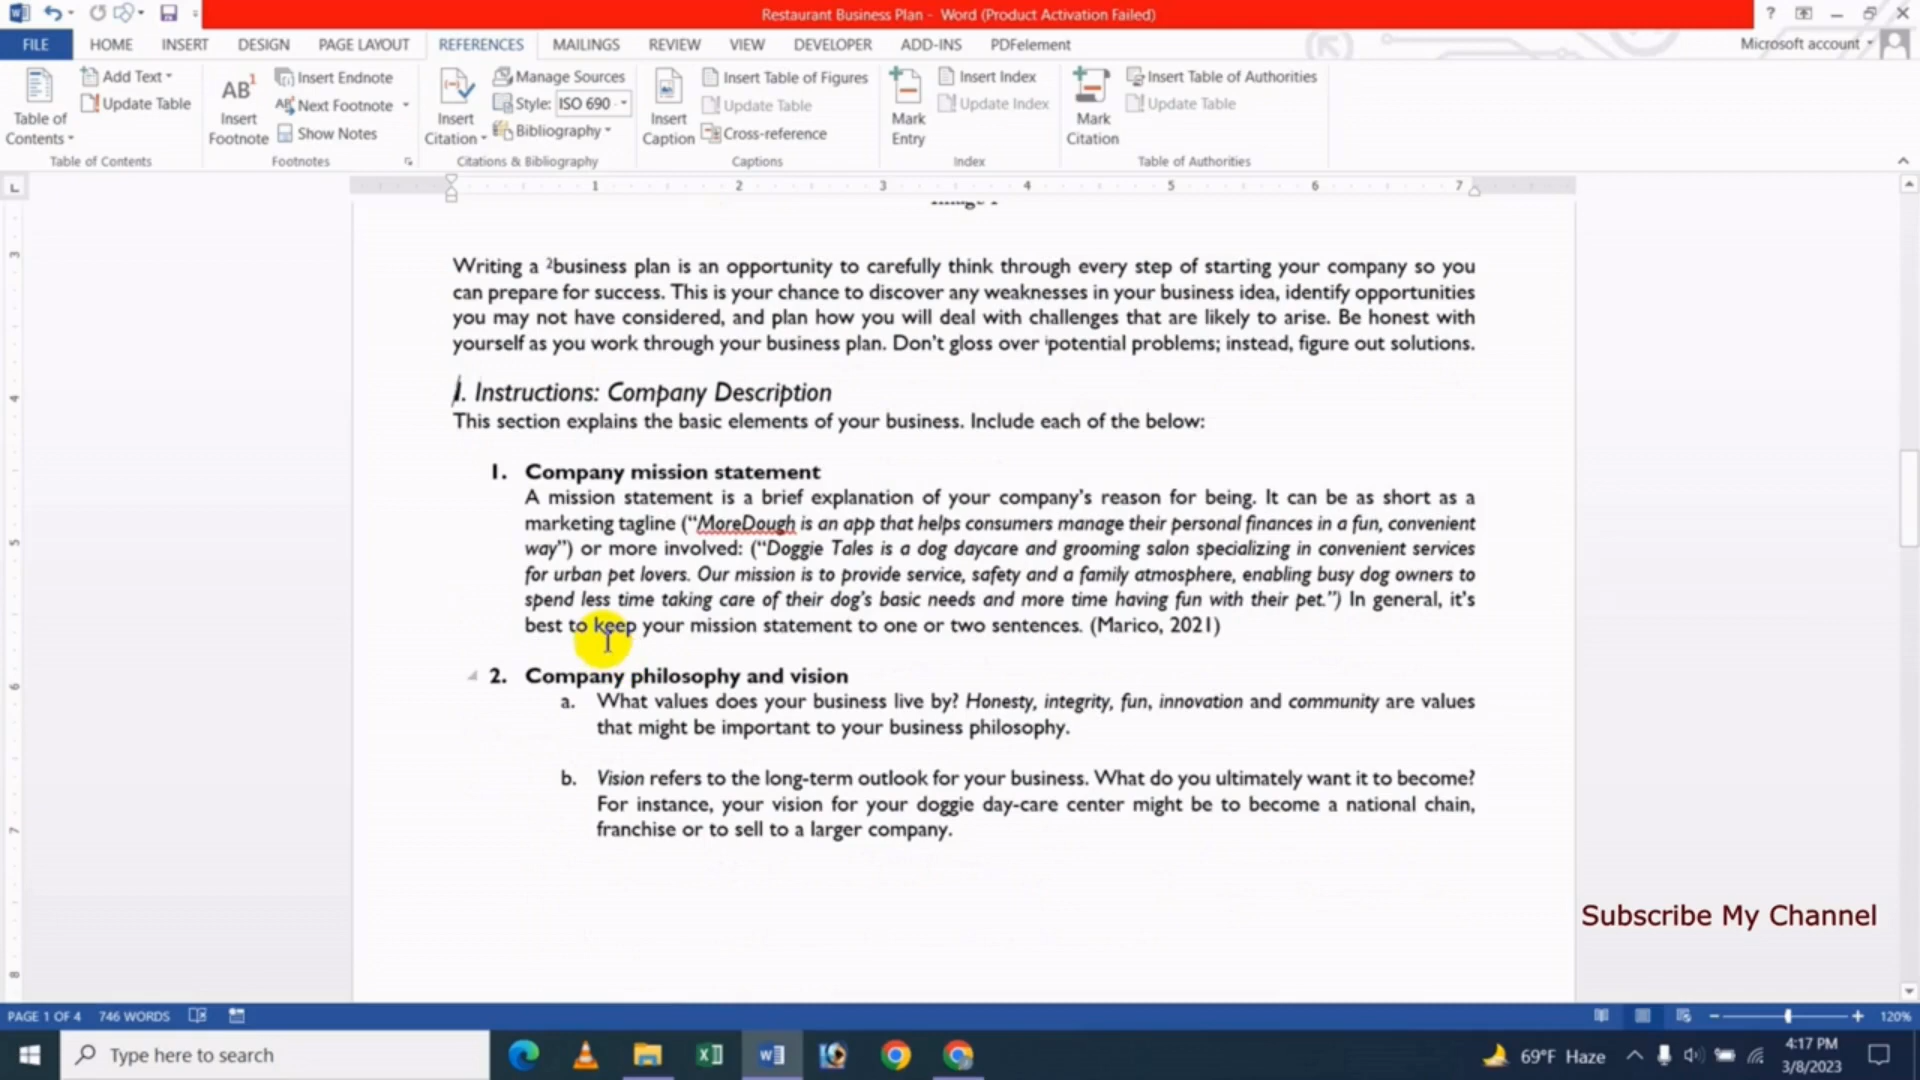 Restaurant Business Plan - Word (Product Activation Failed)
?
FILE HOME INSERT DESIGN PAGE LAYOUT REFERENCES MAILINGS REVIEW VIEW DEVELOPER ADD-INS PDFelement
Microsoft account
Table of Contents
Add Text
Update Table
Table of Contents
AB1
Insert Footnote
Insert Endnote
Next Footnote
Show Notes
Footnotes
Insert Citation
Manage Sources
Style: ISO 690
Bibliography
Citations & Bibliography
Insert Caption
Insert Table of Figures
Update Table
Cross-reference
Captions
Mark Entry
Insert Index
Update Index
Index
Mark Citation
Insert Table of Authorities
Update Table
Table of Authorities
L
1 2 3 4 5 6 7
3
4
5
6
7
8
Image 1
Writing a ²business plan is an opportunity to carefully think through every step of starting your company so you
can prepare for success. This is your chance to discover any weaknesses in your business idea, identify opportunities
you may not have considered, and plan how you will deal with challenges that are likely to arise. Be honest with
yourself as you work through your business plan. Don't gloss over ⁱpotential problems; instead, figure out solutions.
I. Instructions: Company Description
This section explains the basic elements of your business. Include each of the below:
1. Company mission statement
A mission statement is a brief explanation of your company's reason for being. It can be as short as a
marketing tagline (“MoreDough is an app that helps consumers manage their personal finances in a fun, convenient
way”) or more involved: (“Doggie Tales is a dog daycare and grooming salon specializing in convenient services
for urban pet lovers. Our mission is to provide service, safety and a family atmosphere, enabling busy dog owners to
spend less time taking care of their dog's basic needs and more time having fun with their pet.”) In general, it's
best to keep your mission statement to one or two sentences. (Marico, 2021)
2. Company philosophy and vision
a. What values does your business live by? Honesty, integrity, fun, innovation and community are values
that might be important to your business philosophy.
b. Vision refers to the long-term outlook for your business. What do you ultimately want it to become?
For instance, your vision for your doggie day-care center might be to become a national chain,
franchise or to sell to a larger company.
Subscribe My Channel
PAGE 1 OF 4 746 WORDS
120%
Type here to search
69°F Haze
4:17 PM
3/8/2023